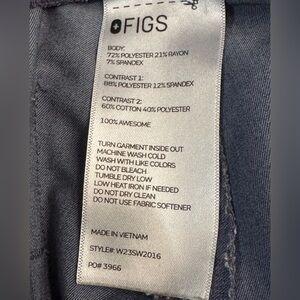 FIGS
BODY:
72% POLYESTER 21% RAYON
7% SPANDEX
CONTRAST 1:
88% POLYESTER 12% SPANDEX
CONTRAST 2:
60% COTTON 40% POLYESTER
100% AWESOME
TURN GARMENT INSIDE OUT
MACHINE WASH COLD
WASH WITH LIKE COLORS
DO NOT BLEACH
TUMBLE DRY LOW
LOW HEAT IRON IF NEEDED
DO NOT DRY CLEAN
DO NOT USE FABRIC SOFTENER
MADE IN VIETNAM
STYLE#: W23SW2016
PO# 3966